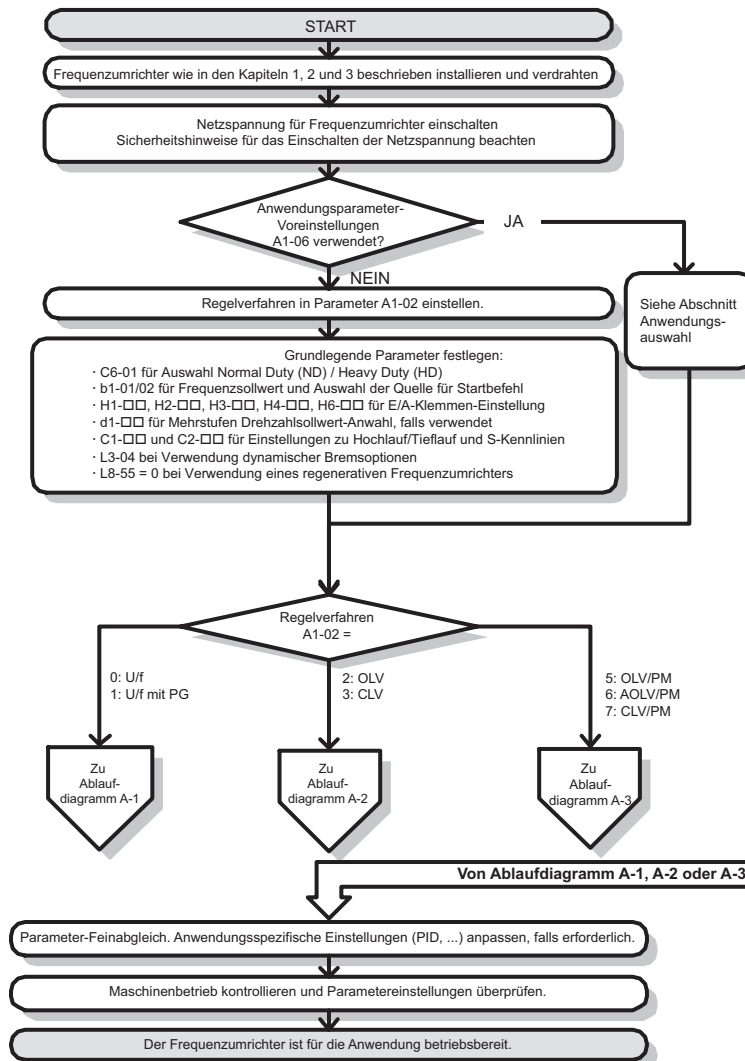 START
Frequenzumrichter wie in den Kapiteln 1, 2 und 3 beschrieben installieren und verdrahten
Netzspannung für Frequenzumrichter einschalten
Sicherheitshinweise für das Einschalten der Netzspannung beachten
Anwendungsparameter-
Voreinstellungen
A1-06 verwendet?
JA
NEIN
Siehe Abschnitt
Anwendungs-
auswahl
Regelverfahren in Parameter A1-02 einstellen.
Grundlegende Parameter festlegen:
· C6-01 für Auswahl Normal Duty (ND) / Heavy Duty (HD)
· b1-01/02 für Frequenzsollwert und Auswahl der Quelle für Startbefehl
· H1-□□, H2-□□, H3-□□, H4-□□, H6-□□ für E/A-Klemmen-Einstellung
· d1-□□ für Mehrstufen Drehzahlsollwert-Anwahl, falls verwendet
· C1-□□ und C2-□□ für Einstellungen zu Hochlauf/Tieflauf und S-Kennlinien
· L3-04 bei Verwendung dynamischer Bremsoptionen
· L8-55 = 0 bei Verwendung eines regenerativen Frequenzumrichters
Regelverfahren
A1-02 =
0: U/f
1: U/f mit PG
2: OLV
3: CLV
5: OLV/PM
6: AOLV/PM
7: CLV/PM
Zu
Ablauf-
diagramm A-1
Zu
Ablauf-
diagramm A-2
Zu
Ablauf-
diagramm A-3
Von Ablaufdiagramm A-1, A-2 oder A-3
Parameter-Feinabgleich. Anwendungsspezifische Einstellungen (PID, ...) anpassen, falls erforderlich.
Maschinenbetrieb kontrollieren und Parametereinstellungen überprüfen.
Der Frequenzumrichter ist für die Anwendung betriebsbereit.